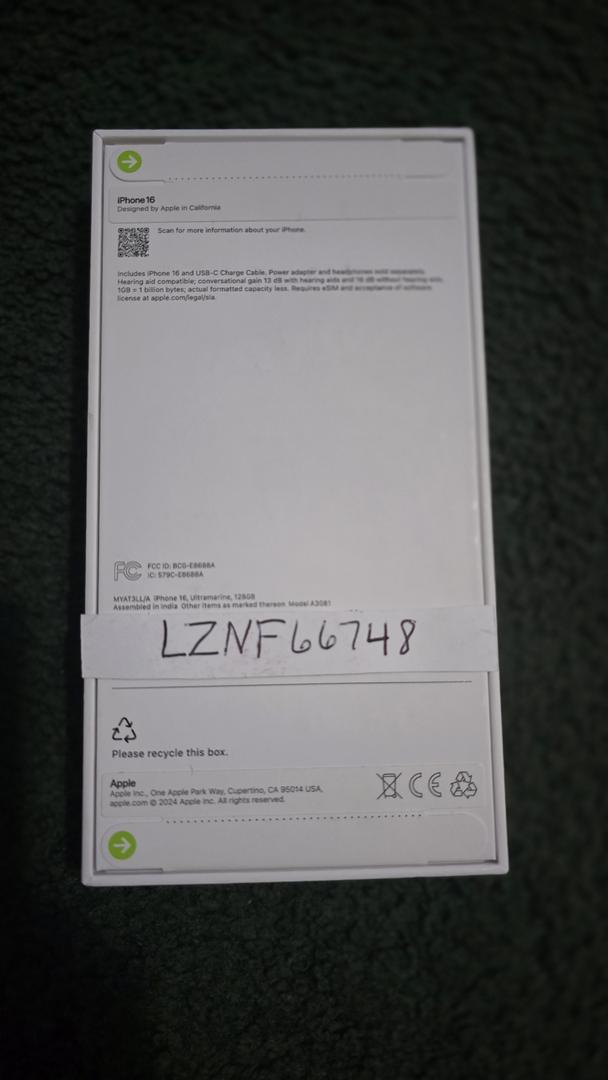 iPhone 16
Designed by Apple in California
Scan for more information about your iPhone.
Includes iPhone 16 and USB-C Charge Cable. Power adapter and headphones sold separately.
Hearing aid compatible; conversational gain 13 dB with hearing aids and 16 dB without hearing aids.
1GB = 1 billion bytes; actual formatted capacity less. Requires eSIM and acceptance of software
license at apple.com/legal/sla.
FC FCC ID: BCG-E8688A
IC: 579C-E8688A
MYAT3LL/A iPhone 16, Ultramarine, 128GB
Assembled in India Other items as marked thereon Model A3081
LZNF66748
Please recycle this box.
Apple
Apple Inc., One Apple Park Way, Cupertino, CA 95014 USA,
apple.com © 2024 Apple Inc. All rights reserved.
CE